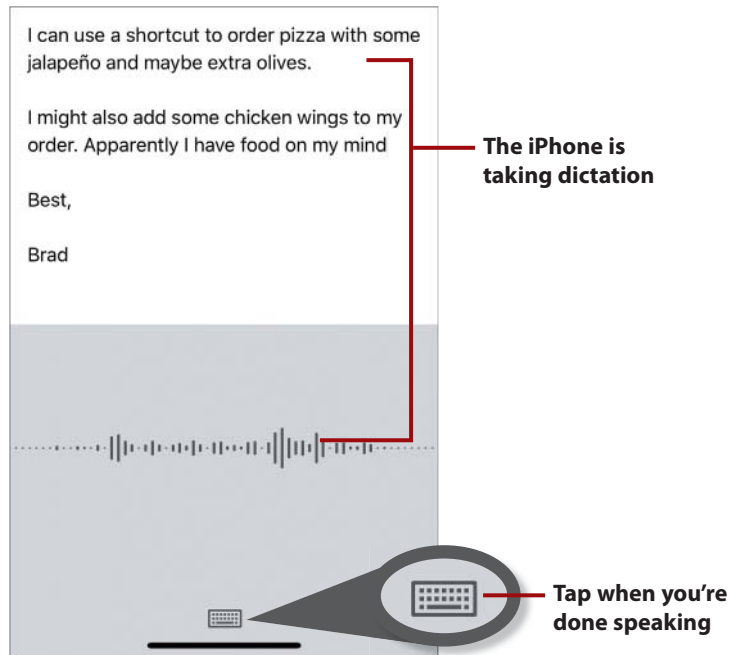 I can use a shortcut to order pizza with some
jalapeño and maybe extra olives.
I might also add some chicken wings to my
order. Apparently I have food on my mind
Best,
Brad
The iPhone is
taking dictation
Tap when you’re
done speaking